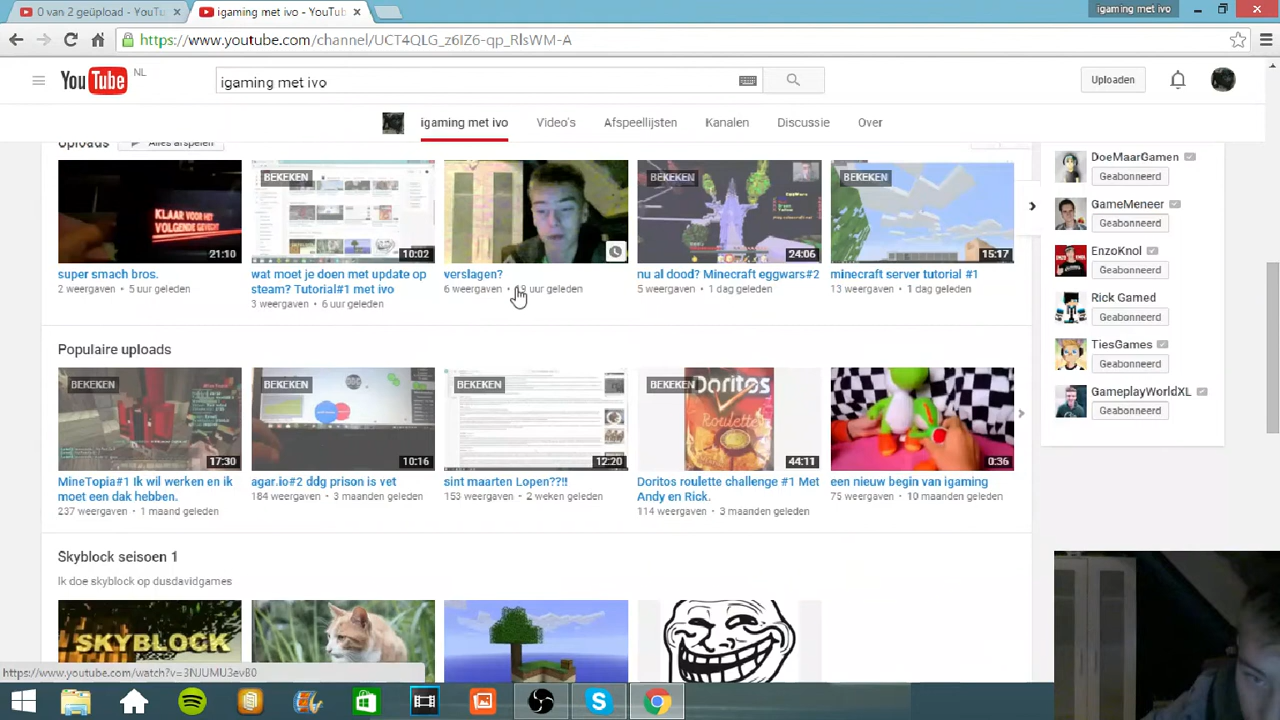 0 van 2 geüpload - YouTu
igaming met ivo - YouTub
igaming met ivo
https://www.youtube.com/channel/UCT4QLG_z6IZ6-qp_RlsWM-A
YouTube NL
igaming met ivo
Uploaden
igaming met ivo
Video's
Afspeellijsten
Kanalen
Discussie
Over
Uploads
Alles afspelen
KLAAR VOOR HET
VOLGENDE GEVECHT
21:10
super smach bros.
2 weergaven • 5 uur geleden
BEKEKEN
10:02
wat moet je doen met update op
steam? Tutorial#1 met ivo
3 weergaven • 6 uur geleden
verslagen?
6 weergaven • 19 uur geleden
BEKEKEN
24:06
nu al dood? Minecraft eggwars#2
5 weergaven • 1 dag geleden
BEKEKEN
15:17
minecraft server tutorial #1
13 weergaven • 1 dag geleden
DoeMaarGamen
Geabonneerd
GameMeneer
Geabonneerd
EnzoKnol
Geabonneerd
Rick Gamed
Geabonneerd
TiesGames
Geabonneerd
GameplayWorldXL
Geabonneerd
Populaire uploads
BEKEKEN
17:30
MineTopia#1 Ik wil werken en ik
moet een dak hebben.
237 weergaven • 1 maand geleden
BEKEKEN
10:16
agar.io#2 ddg prison is vet
184 weergaven • 3 maanden geleden
BEKEKEN
12:20
sint maarten Lopen??!!
153 weergaven • 2 weken geleden
BEKEKEN
Doritos
Roulette
44:11
Doritos roulette challenge #1 Met
Andy en Rick.
114 weergaven • 3 maanden geleden
0:36
een nieuw begin van igaming
75 weergaven • 10 maanden geleden
Skyblock seisoen 1
Ik doe skyblock op dusdavidgames
SKYBLOCK